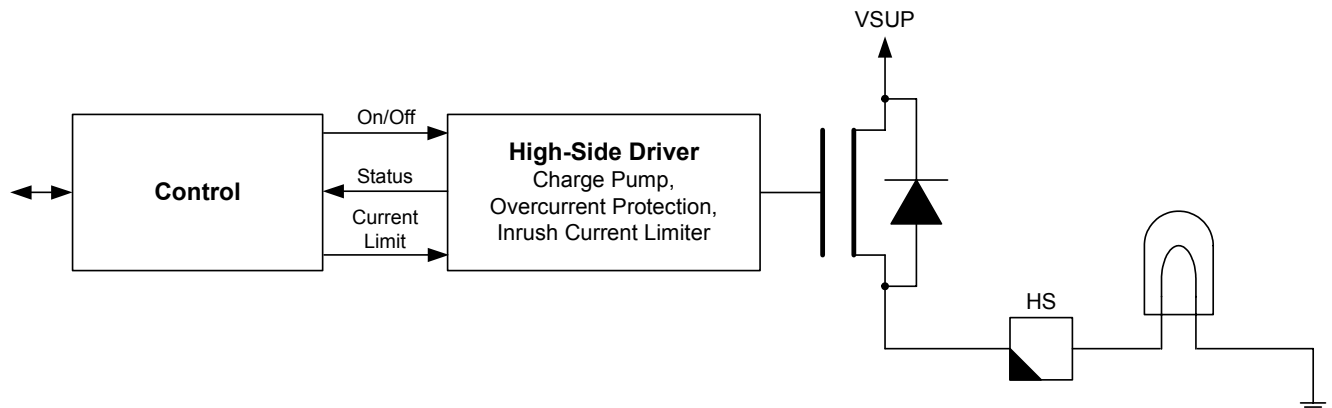 VSUP
On/Off
Control
Status
Current
Limit
High-Side Driver
Charge Pump,
Overcurrent Protection,
Inrush Current Limiter
HS